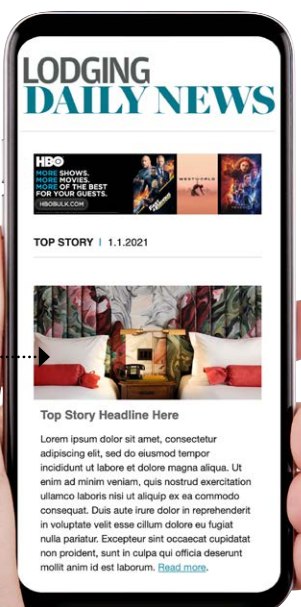 LODGING
DAILY NEWS
HBO
MORE SHOWS.
MORE MOVIES.
MORE OF THE BEST
FOR YOUR GUESTS.
HBOBULK.COM
WESTWORLD
TOP STORY | 1.1.2021
Top Story Headline Here
Lorem ipsum dolor sit amet, consectetur
adipiscing elit, sed do eiusmod tempor
incididunt ut labore et dolore magna aliqua. Ut
enim ad minim veniam, quis nostrud exercitation
ullamco laboris nisi ut aliquip ex ea commodo
consequat. Duis aute irure dolor in reprehenderit
in voluptate velit esse cillum dolore eu fugiat
nulla pariatur. Excepteur sint occaecat cupidatat
non proident, sunt in culpa qui officia deserunt
mollit anim id est laborum. Read more.